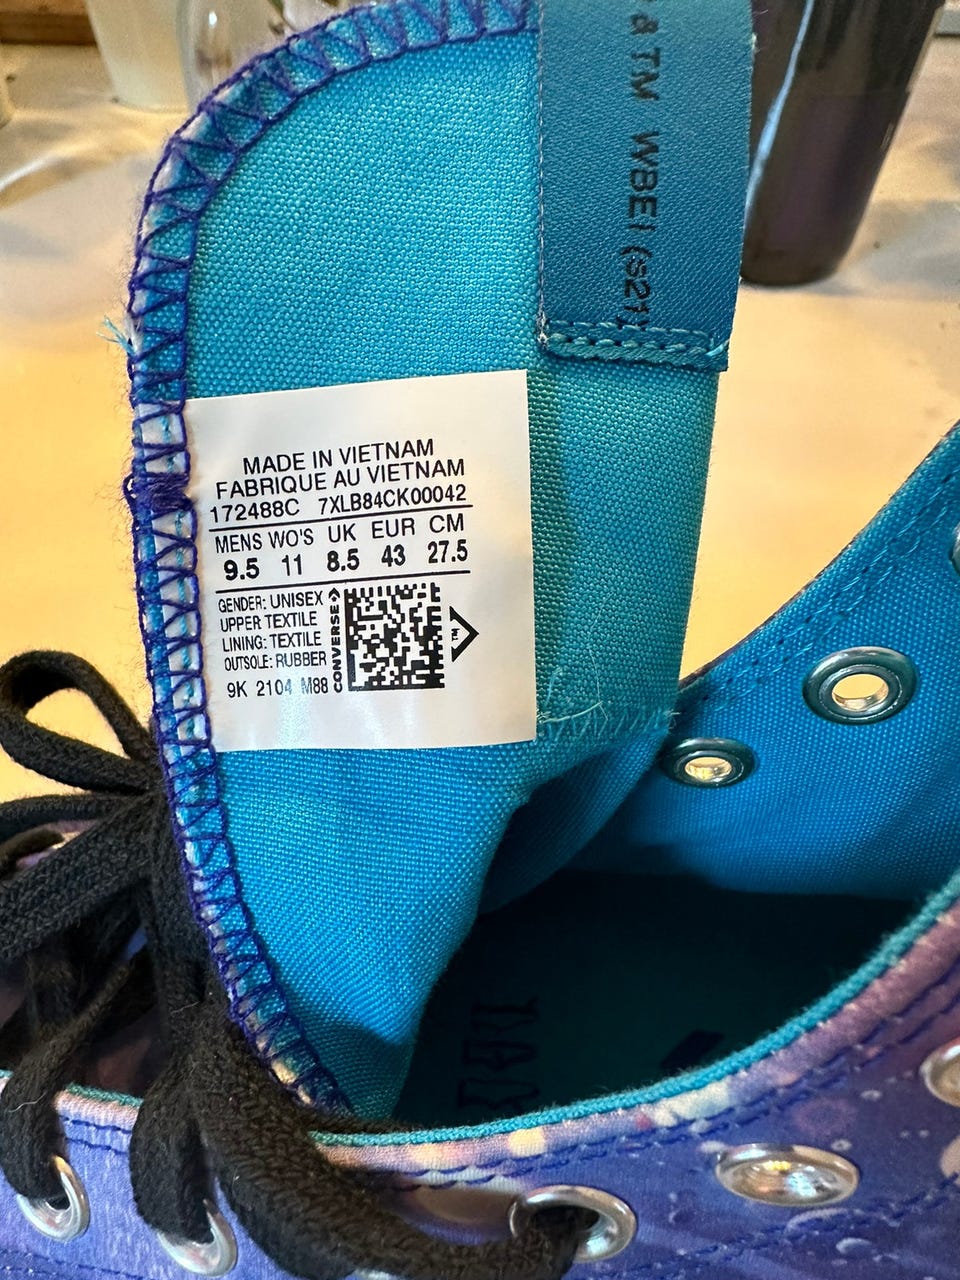 & TM WBEI (s21)
MADE IN VIETNAM
FABRIQUE AU VIETNAM
172488C 7XLB84CK00042
MENS WO'S UK EUR CM
9.5 11 8.5 43 27.5
GENDER: UNISEX
UPPER TEXTILE
LINING: TEXTILE
OUTSOLE: RUBBER
9K 2104 M88
CONVERSE
TM